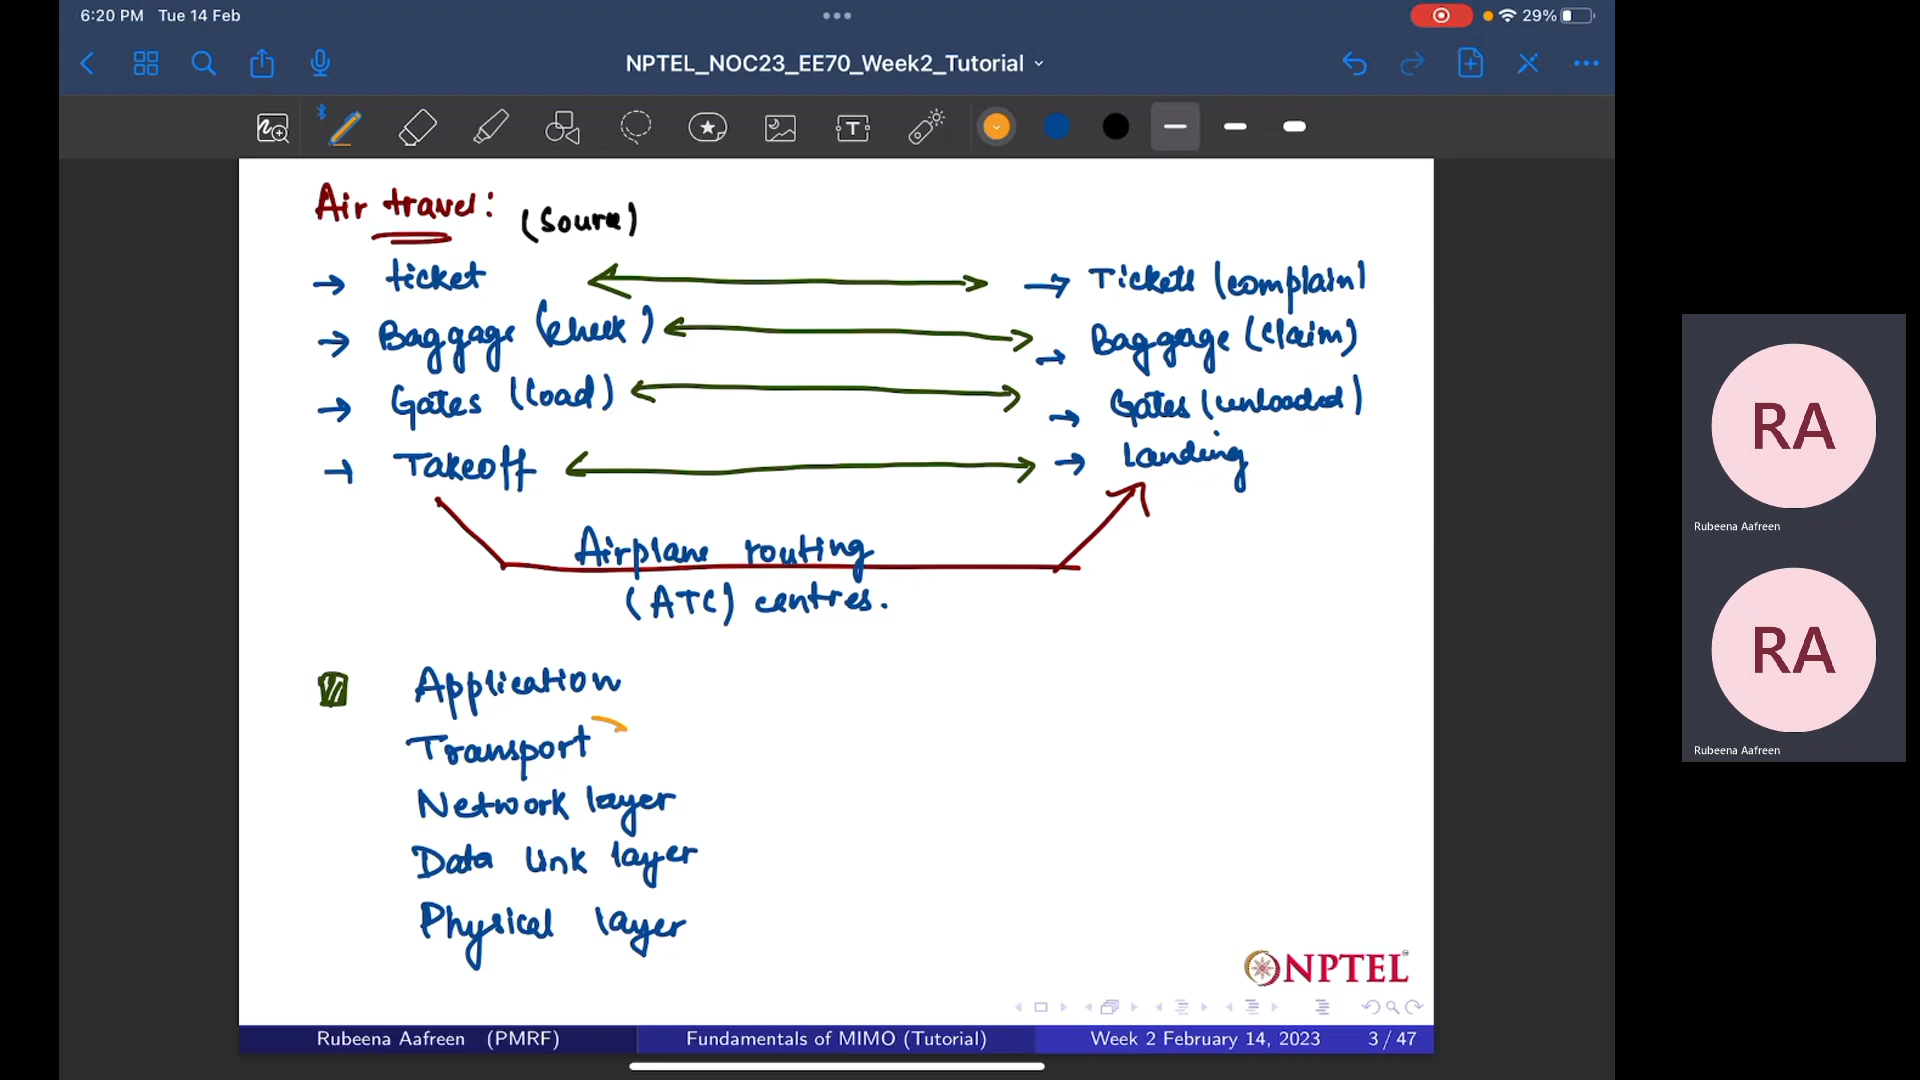 6:20 PM Tue 14 Feb
29%
NPTEL_NOC23_EE70_Week2_Tutorial
T
Air travel:
(Source)
→ ticket ⟷ → Tickets (complain)
→ Baggage (check) ⟷ → Baggage (claim)
→ Gates (load) ⟷ → Gates (unloaded)
→ Takeoff ⟷ → landing
Airplane routing
(ATC) centres.
Application
Transport
Network layer
Data link layer
Physical layer
NPTEL
Rubeena Aafreen (PMRF) Fundamentals of MIMO (Tutorial) Week 2 February 14, 2023 3 / 47
RA
Rubeena Aafreen
RA
Rubeena Aafreen